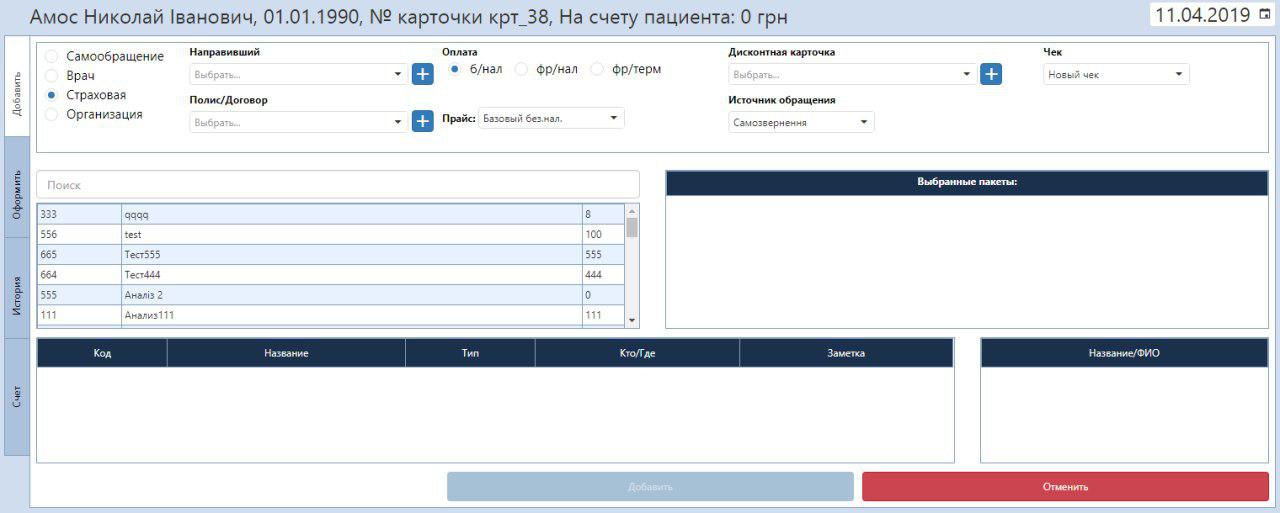 Амос Николай Іванович, 01.01.1990, № карточки крт_38, На счету пациента: 0 грн
11.04.2019
Добавить
Оформить
История
Счет
Самообращение
Врач
Страховая
Организация
Направивший
Выбрать...
Полис/Договор
Выбрать...
Оплата
б/нал фр/нал фр/терм
Прайс: Базовый без.нал.
Дисконтная карточка
Выбрать...
Источник обращения
Самозвернення
Чек
Новый чек
Поиск
333 qqqq 8
556 test 100
665 Тест555 555
664 Тест444 444
555 Аналіз 2 0
111 Анализ111 111
Выбранные пакеты:
Код Название Тип Кто/Где Заметка
Название/ФИО
Добавить
Отменить